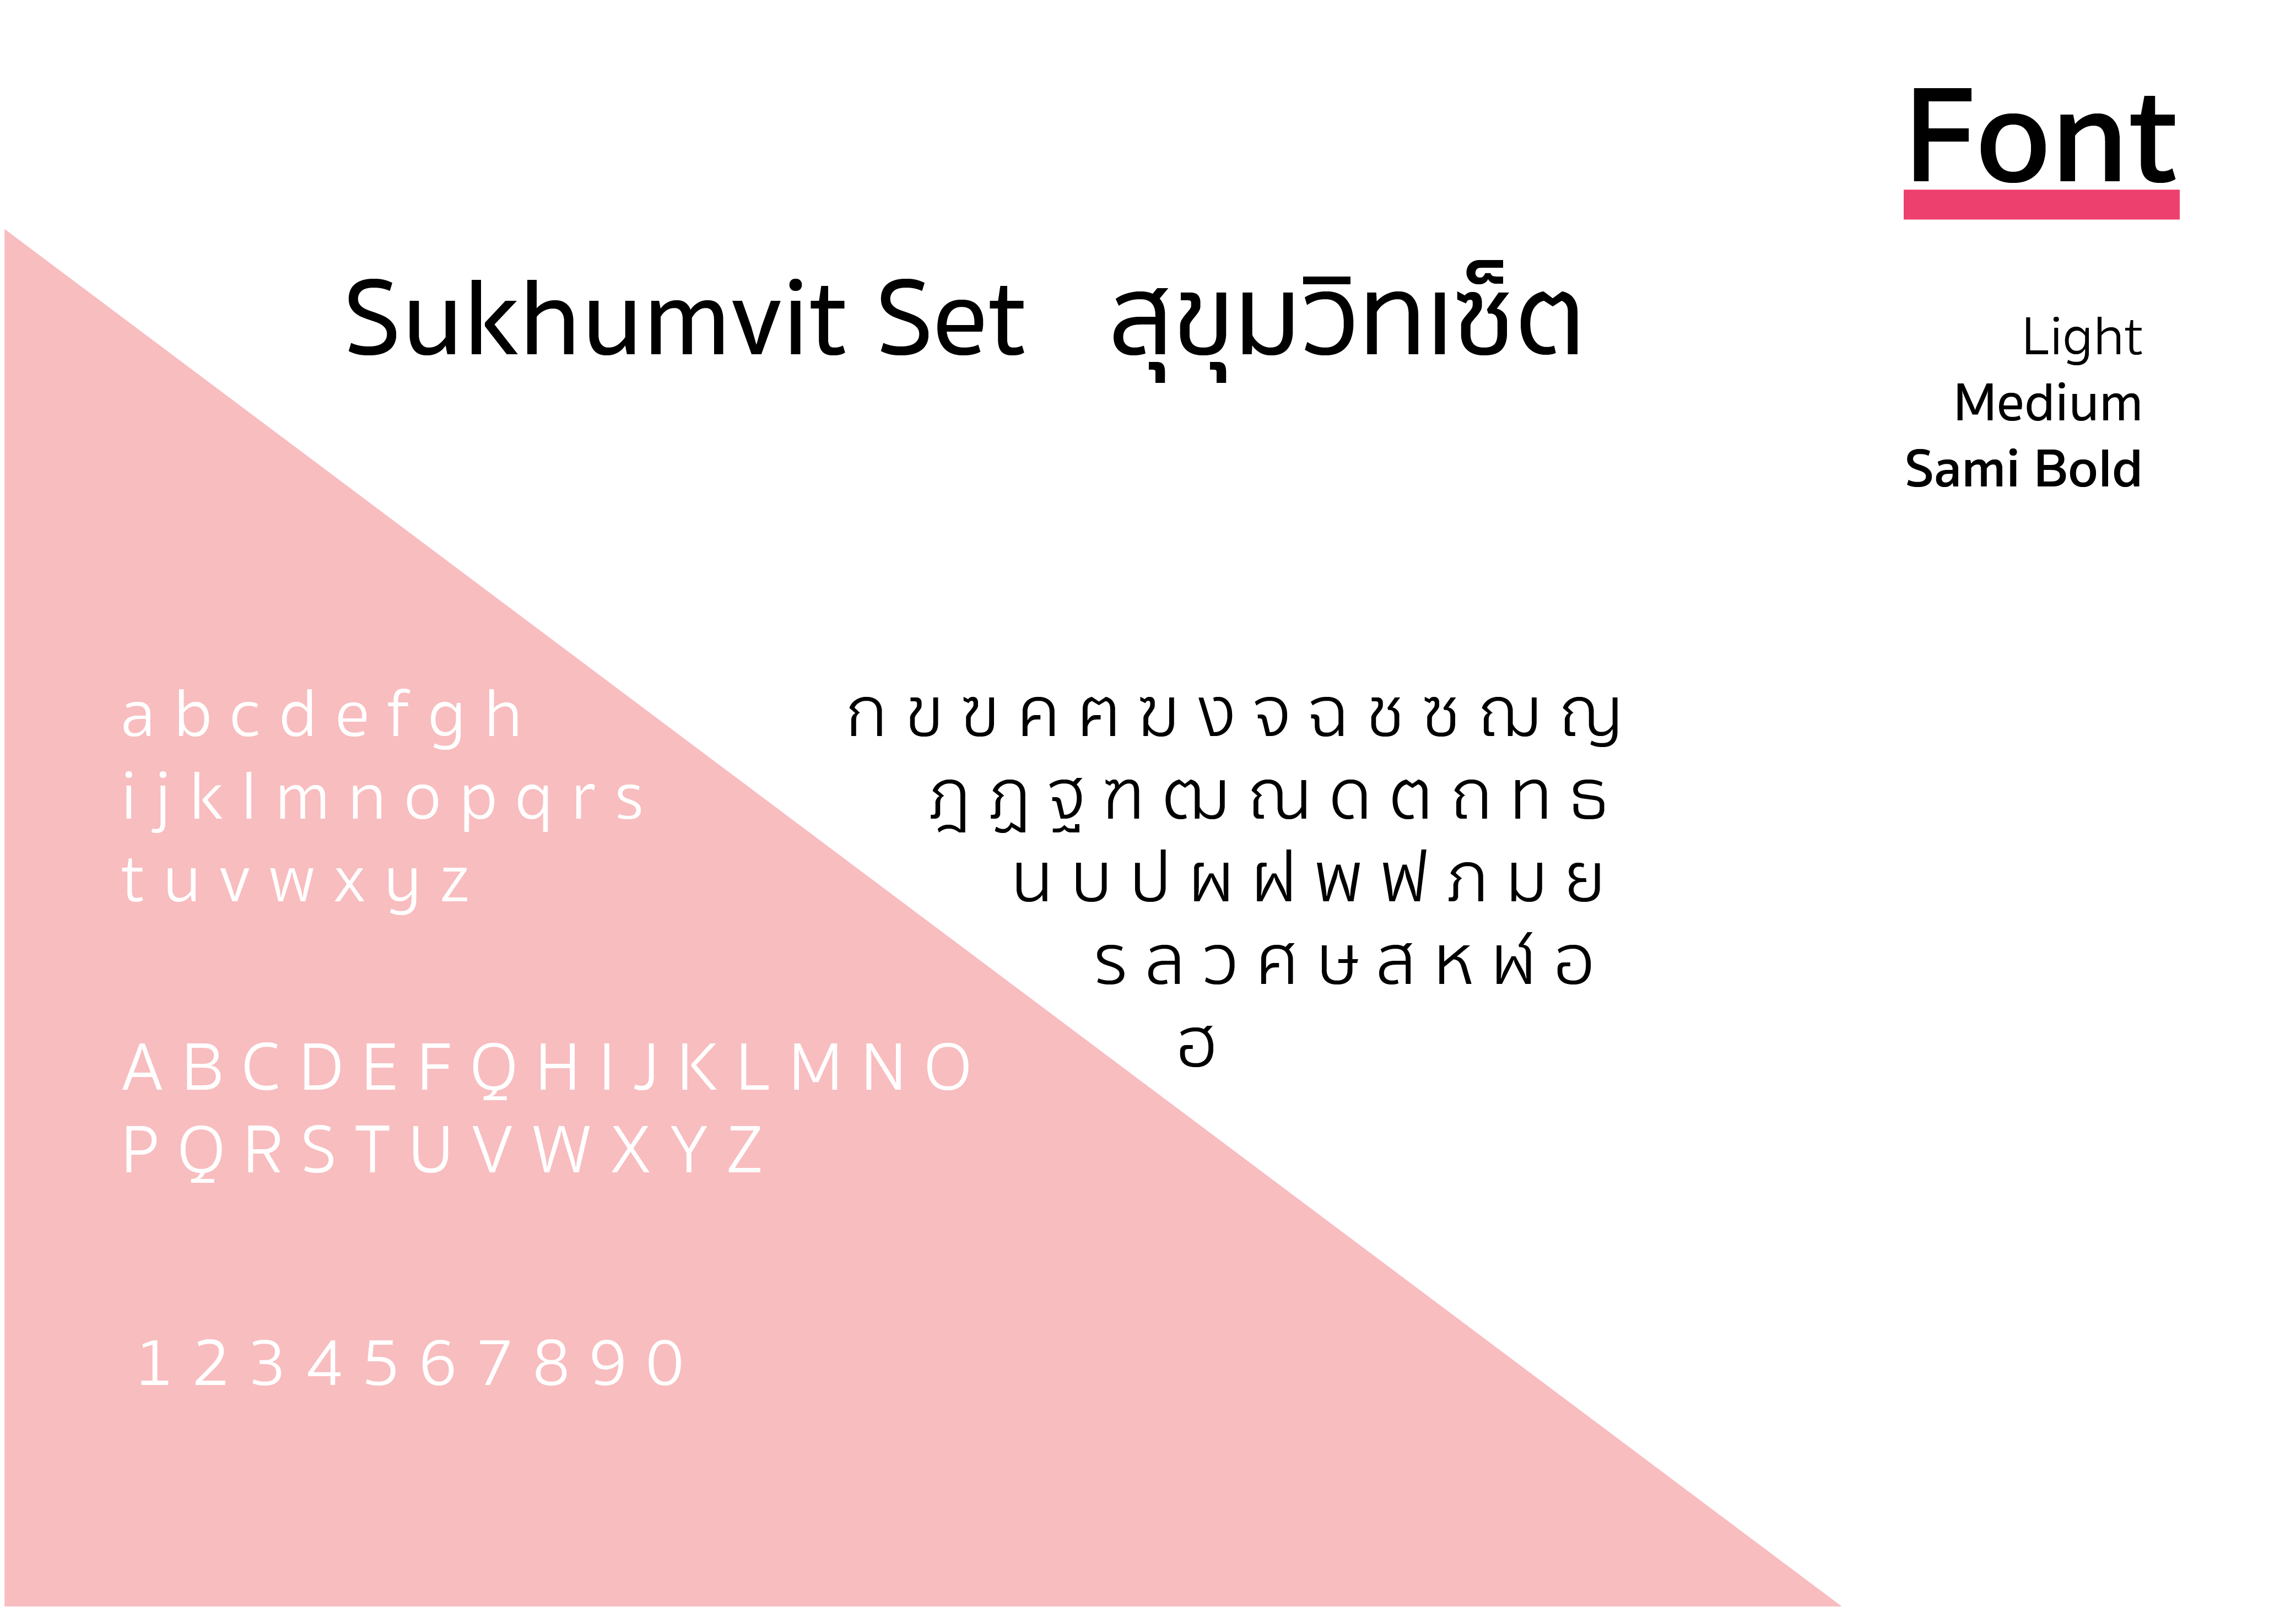 Font
Sukhumvit Set สุขุมวิทเซ็ต
Light
Medium
Sami Bold
a b c d e f g h
i j k l m n o p q r s
t u v w x y z
A B C D E F Q H I J K L M N O
P Q R S T U V W X Y Z
1 2 3 4 5 6 7 8 9 0
ก ข ฃ ค ฅ ฆ ง จ ฉ ช ซ ฌ ญ
ฎ ฏ ฐ ฑ ฒ ณ ด ต ถ ท ธ
น บ ป ผ ฝ พ ฟ ภ ม ย
ร ล ว ศ ษ ส ห ฬ อ
ฮ